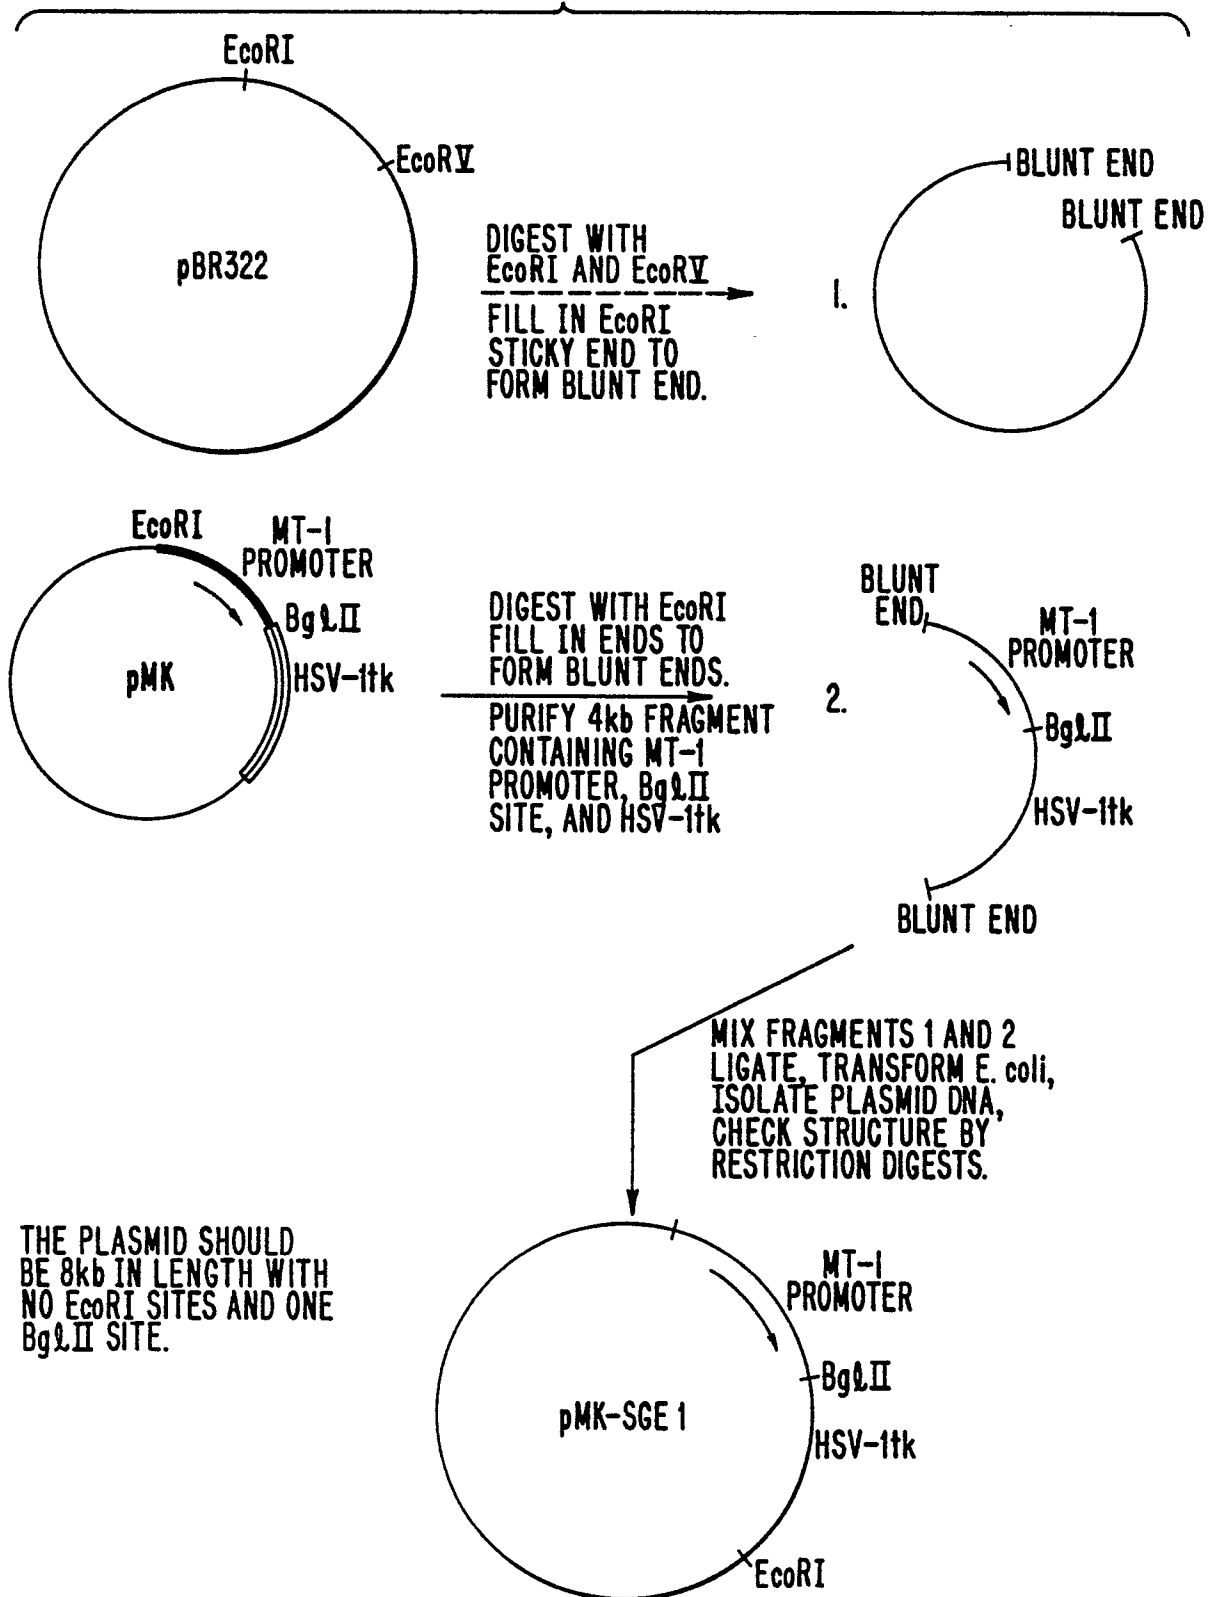 EcoRI
EcoRV
pBR322
DIGEST WITH
EcoRI AND EcoRV
FILL IN EcoRI
STICKY END TO
FORM BLUNT END.
1.
BLUNT END
BLUNT END
EcoRI
MT-1
PROMOTER
BglII
pMK
HSV-1tk
DIGEST WITH EcoRI
FILL IN ENDS TO
FORM BLUNT ENDS.
PURIFY 4kb FRAGMENT
CONTAINING MT-1
PROMOTER, BglII
SITE, AND HSV-1tk
2.
BLUNT
END
MT-1
PROMOTER
BglII
HSV-1tk
BLUNT END
MIX FRAGMENTS 1 AND 2
LIGATE, TRANSFORM E. coli,
ISOLATE PLASMID DNA,
CHECK STRUCTURE BY
RESTRICTION DIGESTS.
THE PLASMID SHOULD
BE 8kb IN LENGTH WITH
NO EcoRI SITES AND ONE
BglII SITE.
MT-1
PROMOTER
BglII
pMK-SGE 1
HSV-1tk
EcoRI